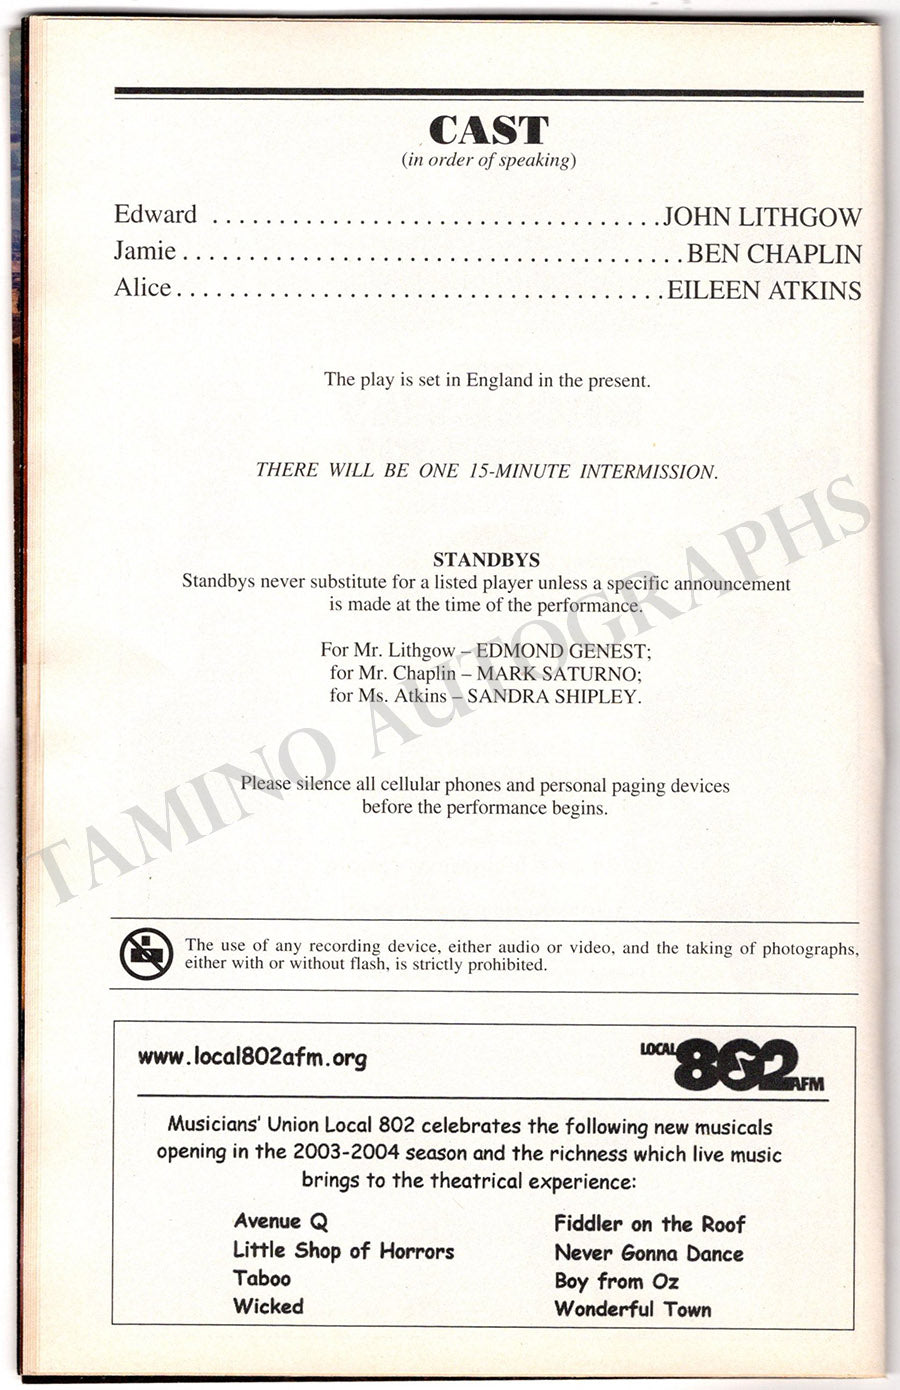 CAST
(in order of speaking)
Edward ..................................JOHN LITHGOW
Jamie......................................BEN CHAPLIN
Alice.....................................EILEEN ATKINS
The play is set in England in the present.
THERE WILL BE ONE 15-MINUTE INTERMISSION.
STANDBYS
Standbys never substitute for a listed player unless a specific announcement
is made at the time of the performance.
For Mr. Lithgow – EDMOND GENEST;
for Mr. Chaplin – MARK SATURNO;
for Ms. Atkins – SANDRA SHIPLEY.
TAMINO AUTOGRAPHS
Please silence all cellular phones and personal paging devices
before the performance begins.
The use of any recording device, either audio or video, and the taking of photographs,
either with or without flash, is strictly prohibited.
www.local802afm.org
LOCAL 802 AFM
Musicians' Union Local 802 celebrates the following new musicals
opening in the 2003-2004 season and the richness which live music
brings to the theatrical experience:
Avenue Q
Little Shop of Horrors
Taboo
Wicked
Fiddler on the Roof
Never Gonna Dance
Boy from Oz
Wonderful Town